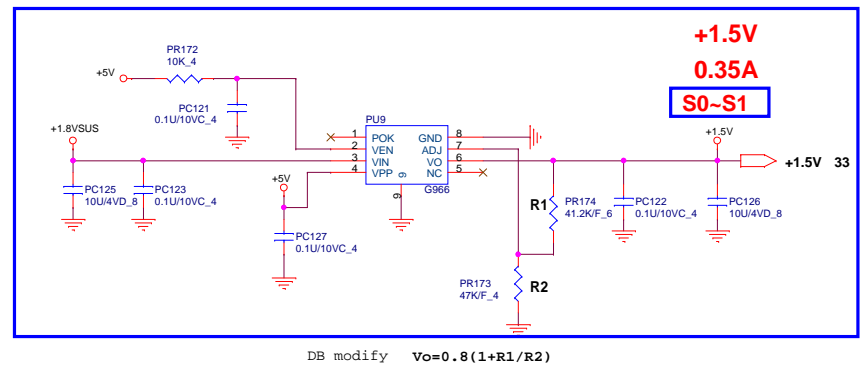 +1.5V
0.35A
S0~S1
PR172
10K_4
+5V
PC121
0.1U/10VC_4
+1.8VSUS
PU9
1 POK GND 8
2 VEN ADJ 7
3 VIN VO 6
4 VPP NC 5
9
9
G966
+1.5V
+1.5V 33
PC125
10U/4VD_8
PC123
0.1U/10VC_4
+5V
PC127
0.1U/10VC_4
R1
PR174
41.2K/F_6
PC122
0.1U/10VC_4
PC126
10U/4VD_8
PR173
47K/F_4
R2
DB modify Vo=0.8(1+R1/R2)